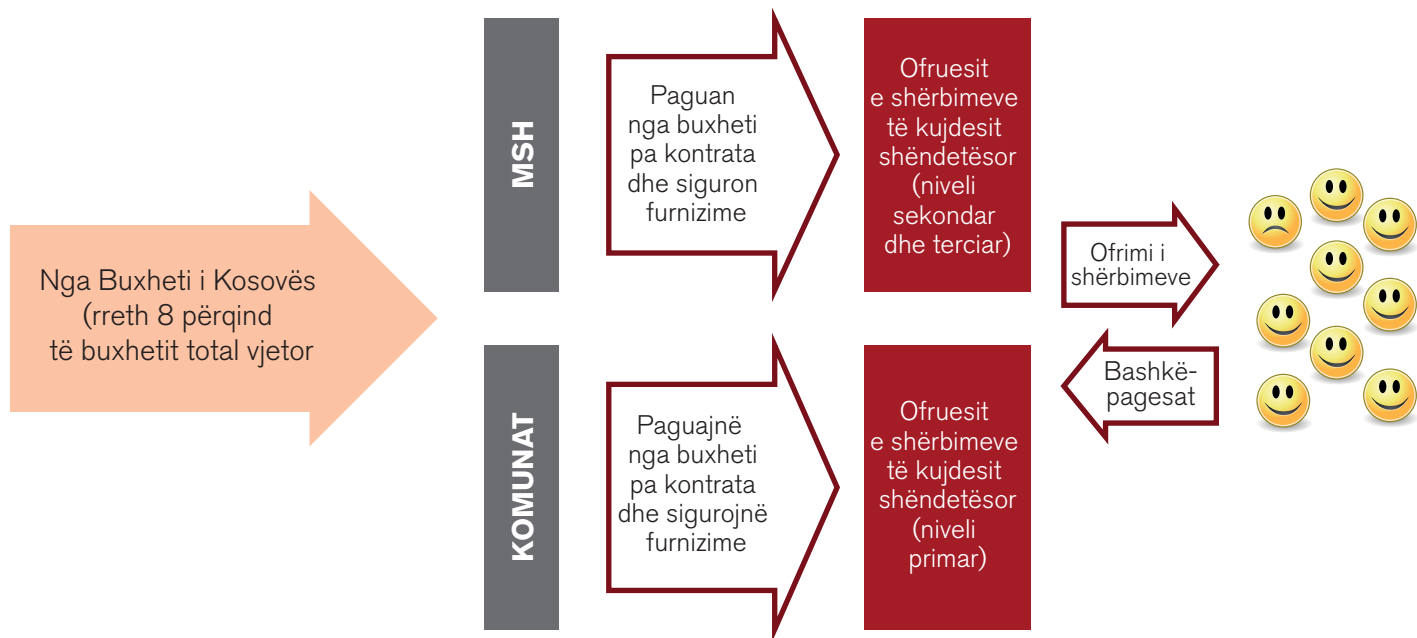 Nga Buxheti i Kosovës
(rreth 8 përqind
të buxhetit total vjetor
MSH
Paguan
nga buxheti
pa kontrata
dhe siguron
furnizime
Ofruesit
e shërbimeve
të kujdesit
shëndetësor
(niveli
sekondar
dhe terciar)
KOMUNAT
Paguajnë
nga buxheti
pa kontrata
dhe sigurojnë
furnizime
Ofruesit
e shërbimeve
të kujdesit
shëndetësor
(niveli
primar)
Ofrimi i
shërbimeve
Bashkë-
pagesat